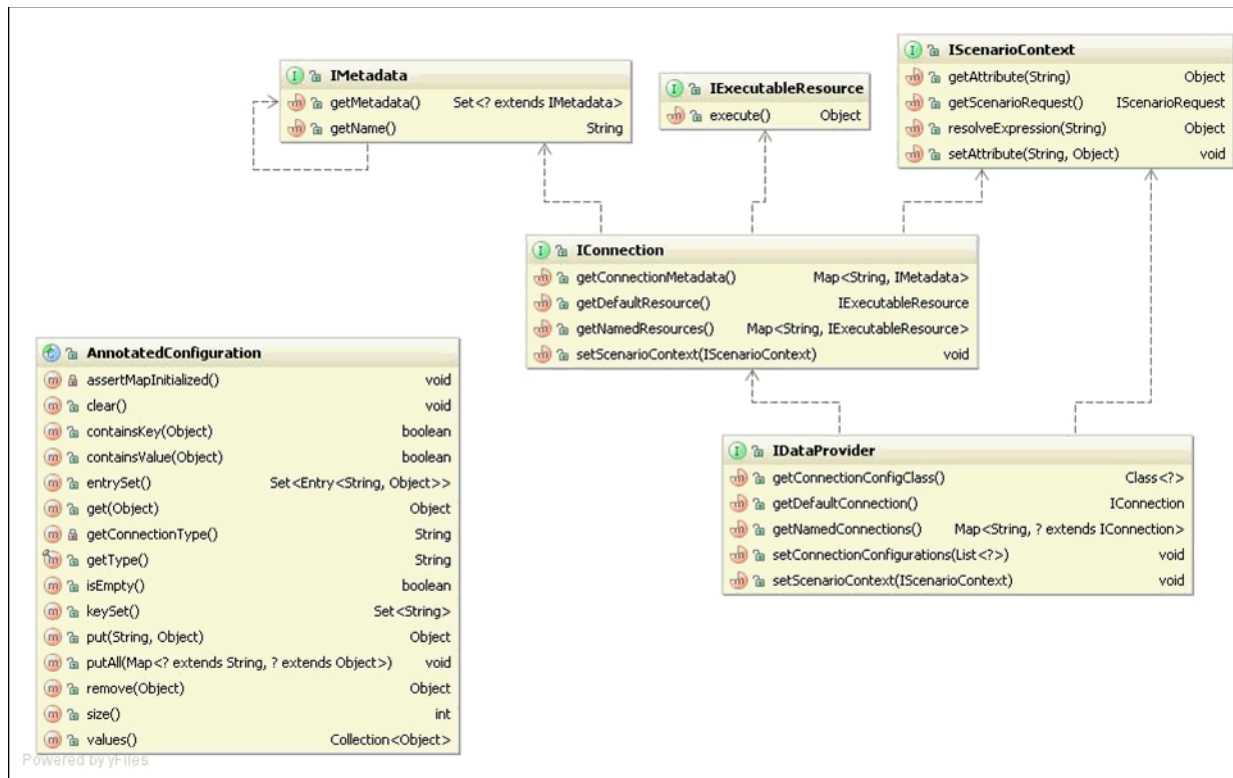 IMetadata
getMetadata() Set<? extends IMetadata>
getName() String
IExecutableResource
execute() Object
IScenarioContext
getAttribute(String) Object
getScenarioRequest() IScenarioRequest
resolveExpression(String) Object
setAttribute(String, Object) void
IConnection
getConnectionMetadata() Map<String, IMetadata>
getDefaultResource() IExecutableResource
getNamedResources() Map<String, IExecutableResource>
setScenarioContext(IScenarioContext) void
AnnotatedConfiguration
assertMapInitialized() void
clear() void
containsKey(Object) boolean
containsValue(Object) boolean
entrySet() Set<Entry<String, Object>>
get(Object) Object
getConnectionType() String
getType() String
isEmpty() boolean
keySet() Set<String>
put(String, Object) Object
putAll(Map<? extends String, ? extends Object>) void
remove(Object) Object
size() int
values() Collection<Object>
IDataProvider
getConnectionConfigClass() Class<?>
getDefaultConnection() IConnection
getNamedConnections() Map<String, ? extends IConnection>
setConnectionConfigurations(List<?>) void
setScenarioContext(IScenarioContext) void
Powered by yFiles